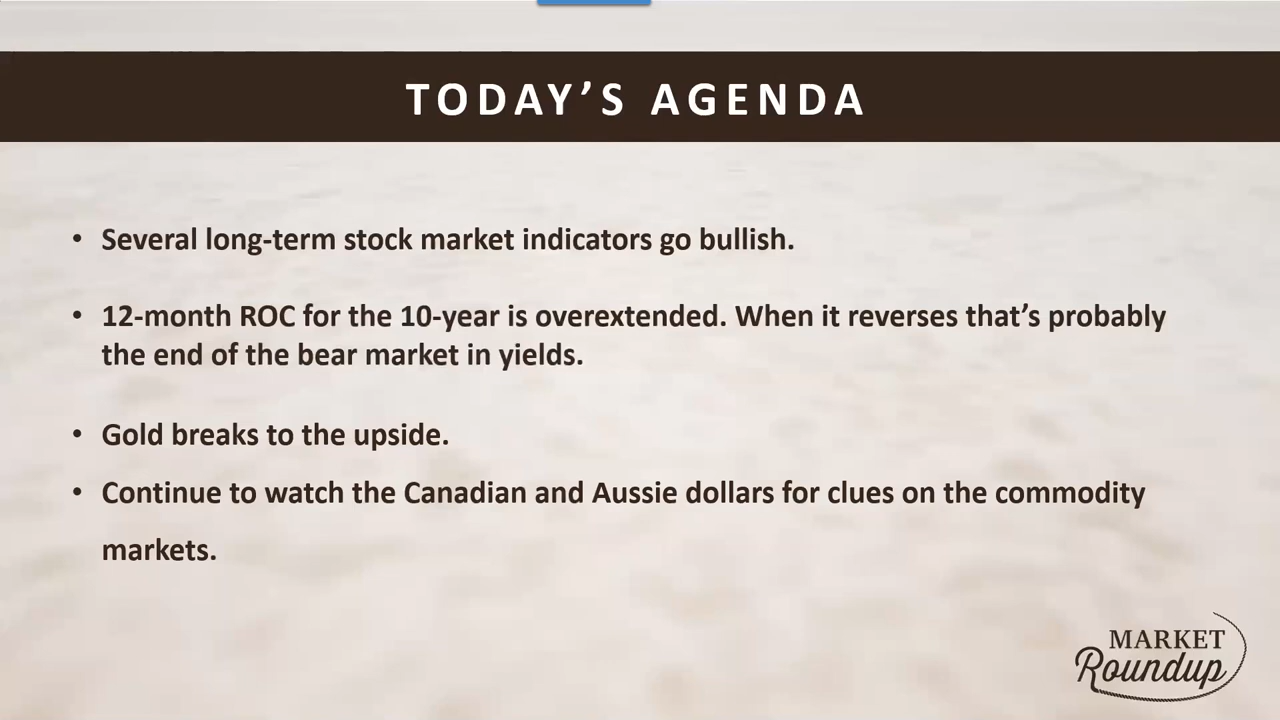 TODAY’S AGENDA
• Several long-term stock market indicators go bullish.
• 12-month ROC for the 10-year is overextended. When it reverses that’s probably
the end of the bear market in yields.
• Gold breaks to the upside.
• Continue to watch the Canadian and Aussie dollars for clues on the commodity
markets.
MARKET
Roundup